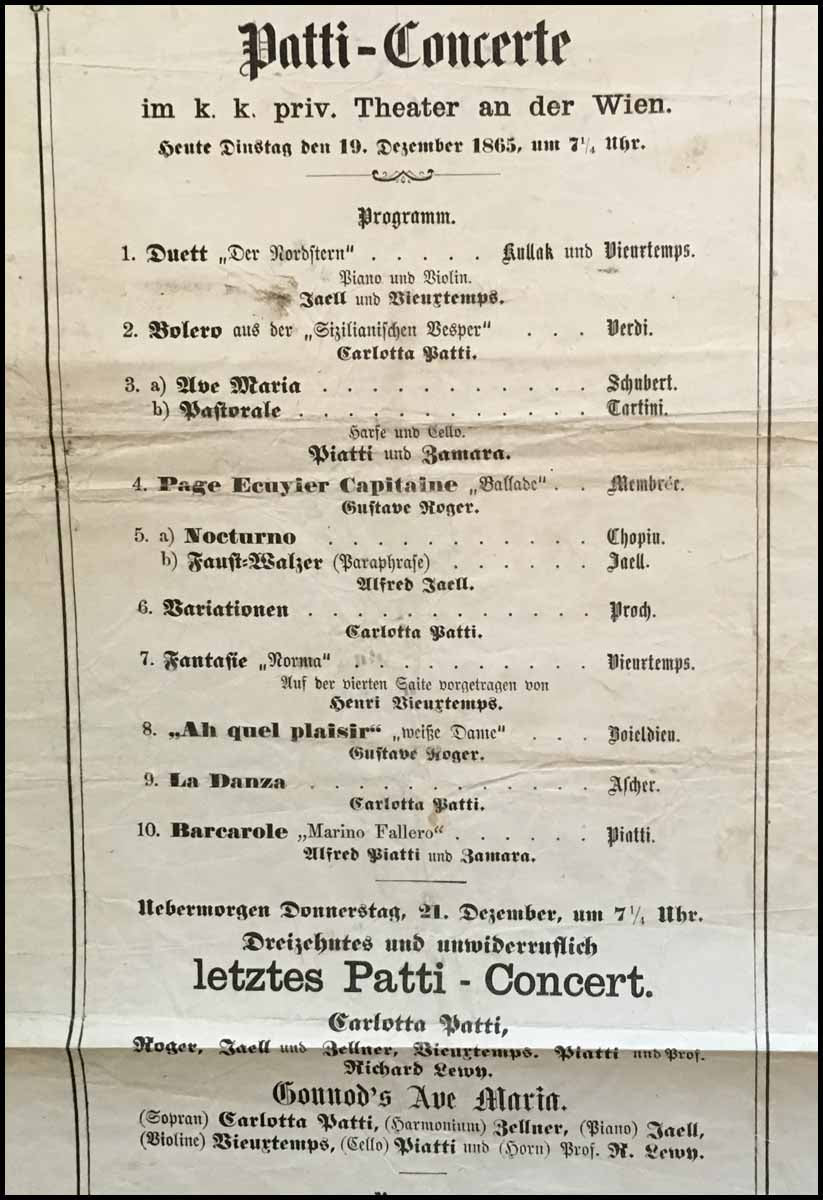 Patti-Concerte
im k. k. priv. Theater an der Wien.
Heute Dinstag den 19. Dezember 1865, um 7¼ Uhr.
Programm.
1. Duett „Der Nordstern“ . . . . . Kullak und Vieuxtemps.
Piano und Violin.
Jaell und Vieuxtemps.
2. Bolero aus der „Sizilianischen Vesper“ . . . Verdi.
Carlotta Patti.
3. a) Ave Maria . . . . . . . . . . . Schubert.
b) Pastorale . . . . . . . . . . . . Tartini.
Harfe und Cello.
Piatti und Zamara.
4. Page Ecuyier Capitaine „Ballade“ . . Membrée.
Gustave Roger.
5. a) Nocturno . . . . . . . . . . . Chopin.
b) Faust-Walzer (Paraphrase) . . . . . . Jaell.
Alfred Jaell.
6. Variationen . . . . . . . . . . . . Proch.
Carlotta Patti.
7. Fantasie „Norma“ . . . . . . . . . . Vieuxtemps.
Auf der vierten Saite vorgetragen von
Henri Vieuxtemps.
8. „Ah quel plaisir“ „weiße Dame“ . . . Boieldieu.
Gustave Roger.
9. La Danza . . . . . . . . . . . . Ascher.
Carlotta Patti.
10. Barcarole „Marino Fallero“ . . . . . . Piatti.
Alfred Piatti und Zamara.
Uebermorgen Donnerstag, 21. Dezember, um 7¼ Uhr.
Dreizehntes und unwiderruflich
letztes Patti - Concert.
Carlotta Patti,
Roger, Jaell und Zellner, Vieuxtemps. Piatti und Prof.
Richard Lewy.
Gounod's Ave Maria.
(Sopran) Carlotta Patti, (Harmonium) Zellner, (Piano) Jaell,
(Violine) Vieuxtemps, (Cello) Piatti und (Horn) Prof. R. Lewy.